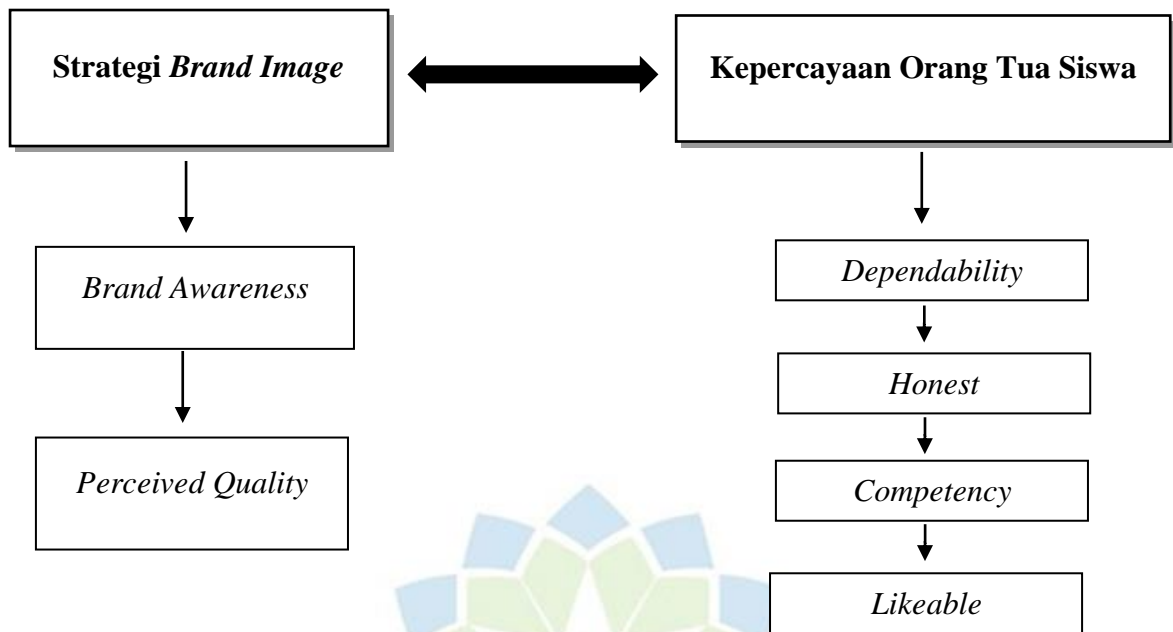 Strategi Brand Image
Kepercayaan Orang Tua Siswa
Brand Awareness
Perceived Quality
Dependability
Honest
Competency
Likeable